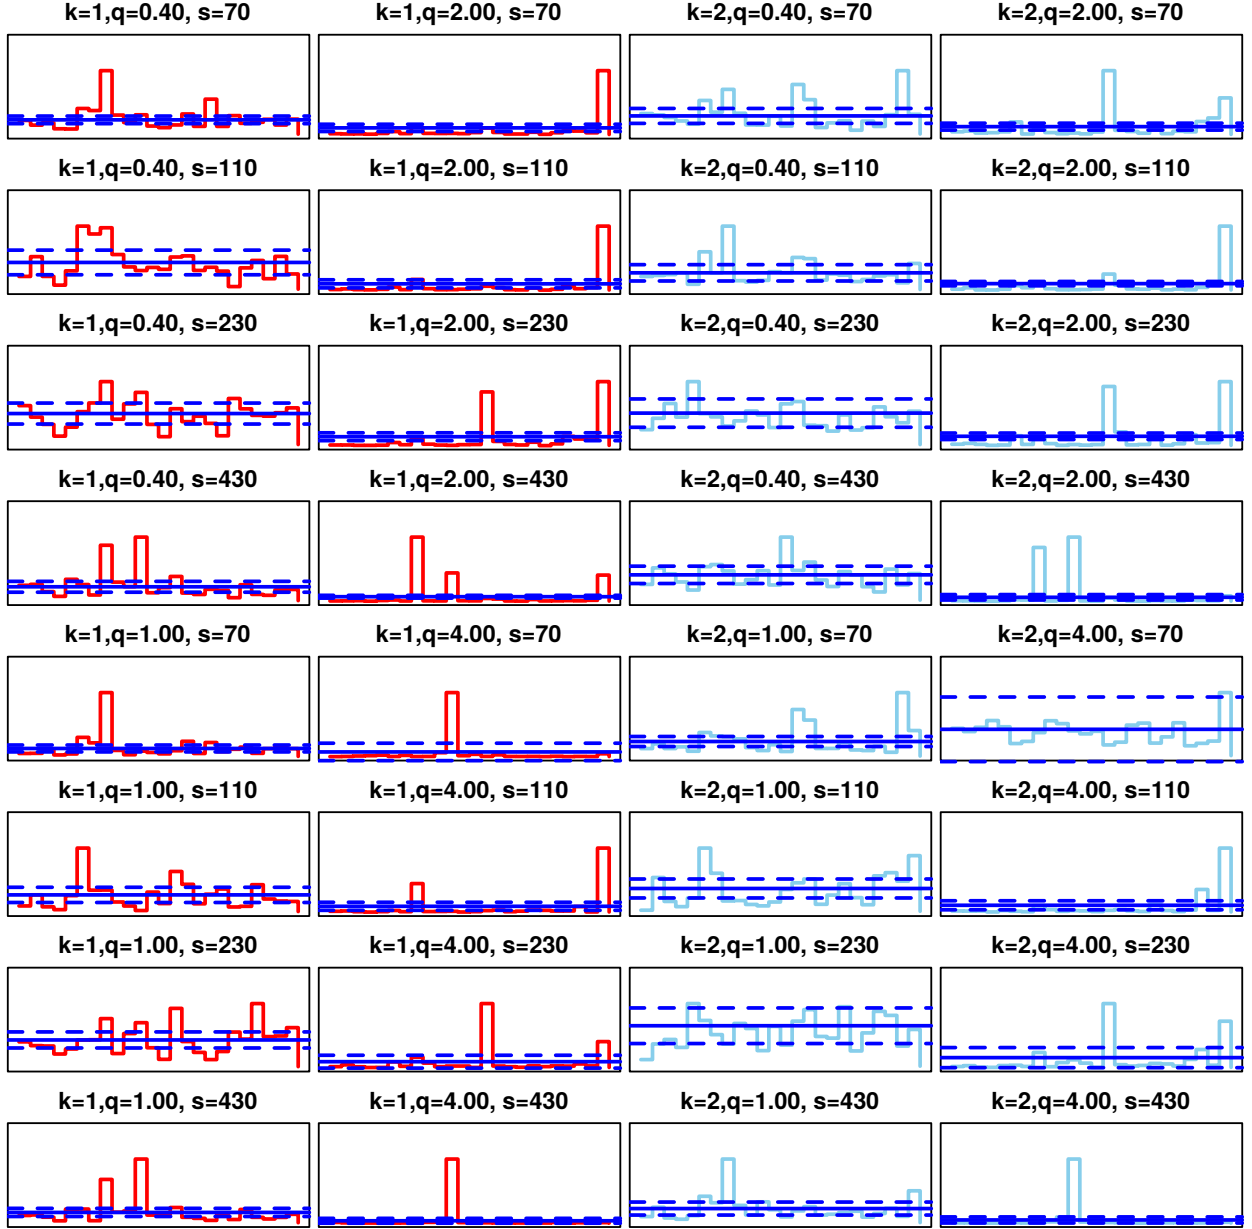 k=1,q=0.40, s=70
k=1,q=2.00, s=70
k=2,q=0.40, s=70
k=2,q=2.00, s=70
k=1,q=0.40, s=110
k=1,q=2.00, s=110
k=2,q=0.40, s=110
k=2,q=2.00, s=110
k=1,q=0.40, s=230
k=1,q=2.00, s=230
k=2,q=0.40, s=230
k=2,q=2.00, s=230
k=1,q=0.40, s=430
k=1,q=2.00, s=430
k=2,q=0.40, s=430
k=2,q=2.00, s=430
k=1,q=1.00, s=70
k=1,q=4.00, s=70
k=2,q=1.00, s=70
k=2,q=4.00, s=70
k=1,q=1.00, s=110
k=1,q=4.00, s=110
k=2,q=1.00, s=110
k=2,q=4.00, s=110
k=1,q=1.00, s=230
k=1,q=4.00, s=230
k=2,q=1.00, s=230
k=2,q=4.00, s=230
k=1,q=1.00, s=430
k=1,q=4.00, s=430
k=2,q=1.00, s=430
k=2,q=4.00, s=430